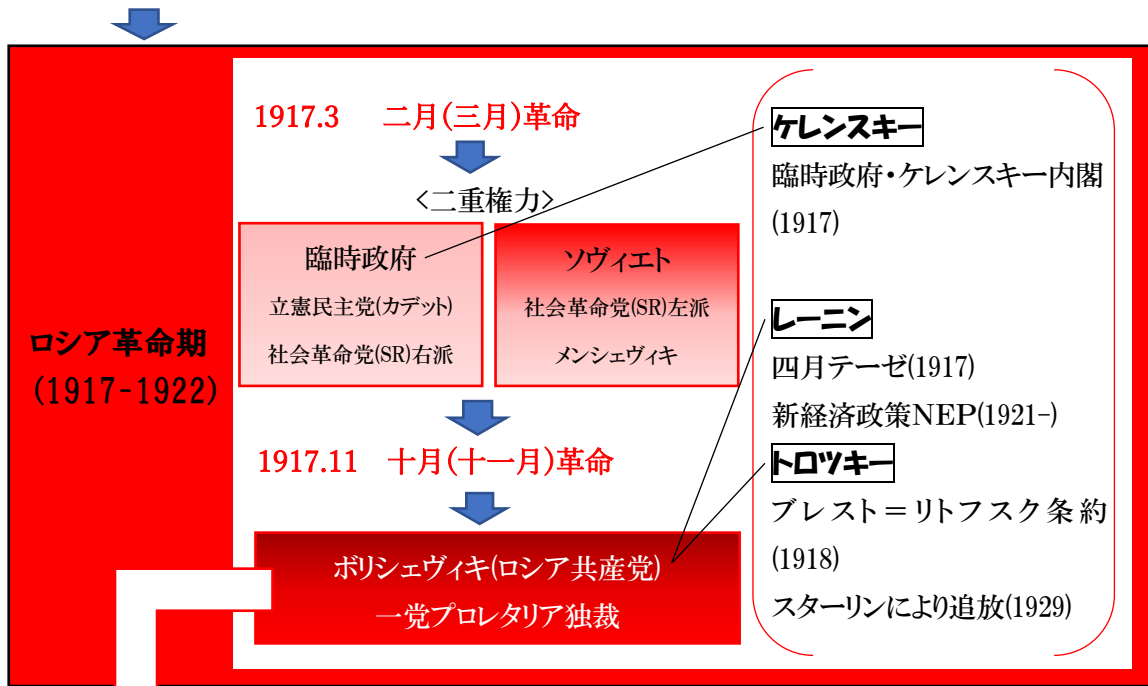 ロシア革命期
(1917-1922)
1917.3 二月(三月)革命
<二重権力>
臨時政府
立憲民主党(カデット)
社会革命党(SR)右派
ソヴィエト
社会革命党(SR)左派
メンシェヴィキ
1917.11 十月(十一月)革命
ボリシェヴィキ(ロシア共産党)
一党プロレタリア独裁
ケレンスキー
臨時政府・ケレンスキー内閣
(1917)
レーニン
四月テーゼ(1917)
新経済政策NEP(1921-)
トロツキー
ブレスト=リトフスク条約
(1918)
スターリンにより追放(1929)